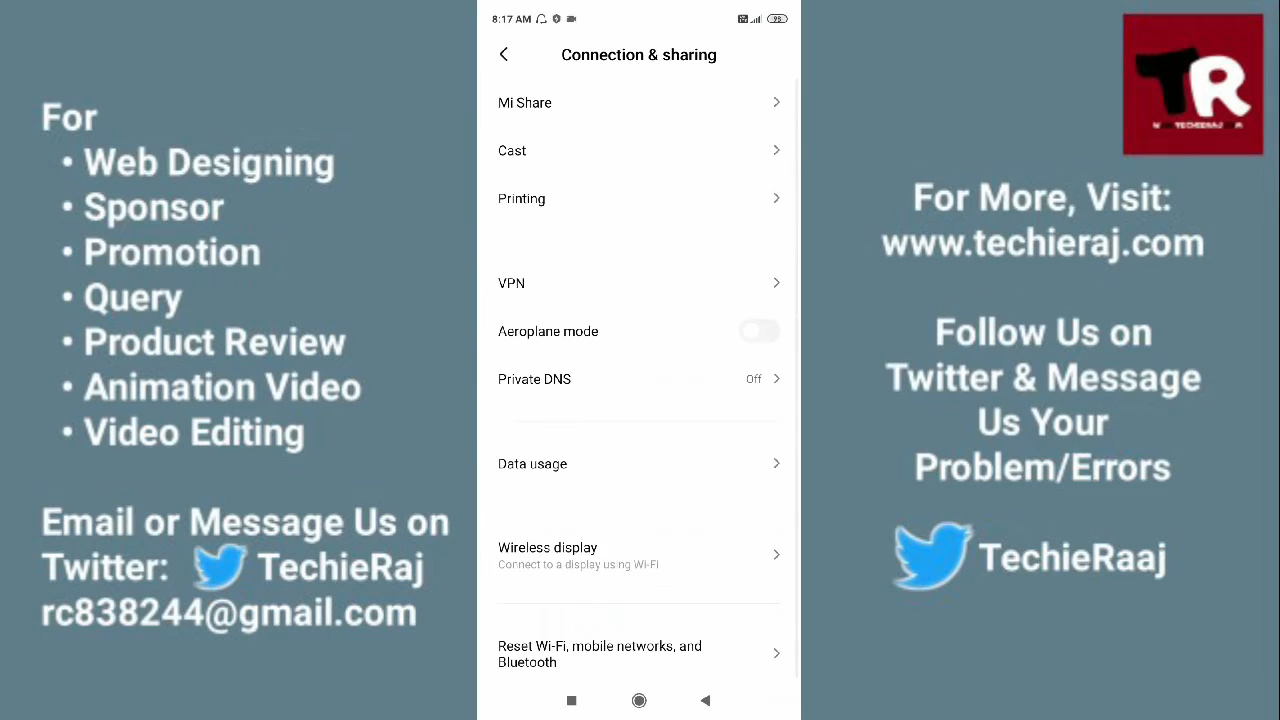 For
• Web Designing
• Sponsor
• Promotion
• Query
• Product Review
• Animation Video
• Video Editing
Email or Message Us on
Twitter: TechieRaj
rc838244@gmail.com
8:17 AM
98
Connection & sharing
Mi Share
Cast
Printing
VPN
Aeroplane mode
Private DNS Off
Data usage
Wireless display
Connect to a display using Wi-Fi
Reset Wi-Fi, mobile networks, and
Bluetooth
TR
For More, Visit:
www.techieraj.com
Follow Us on
Twitter & Message
Us Your
Problem/Errors
TechieRaaj